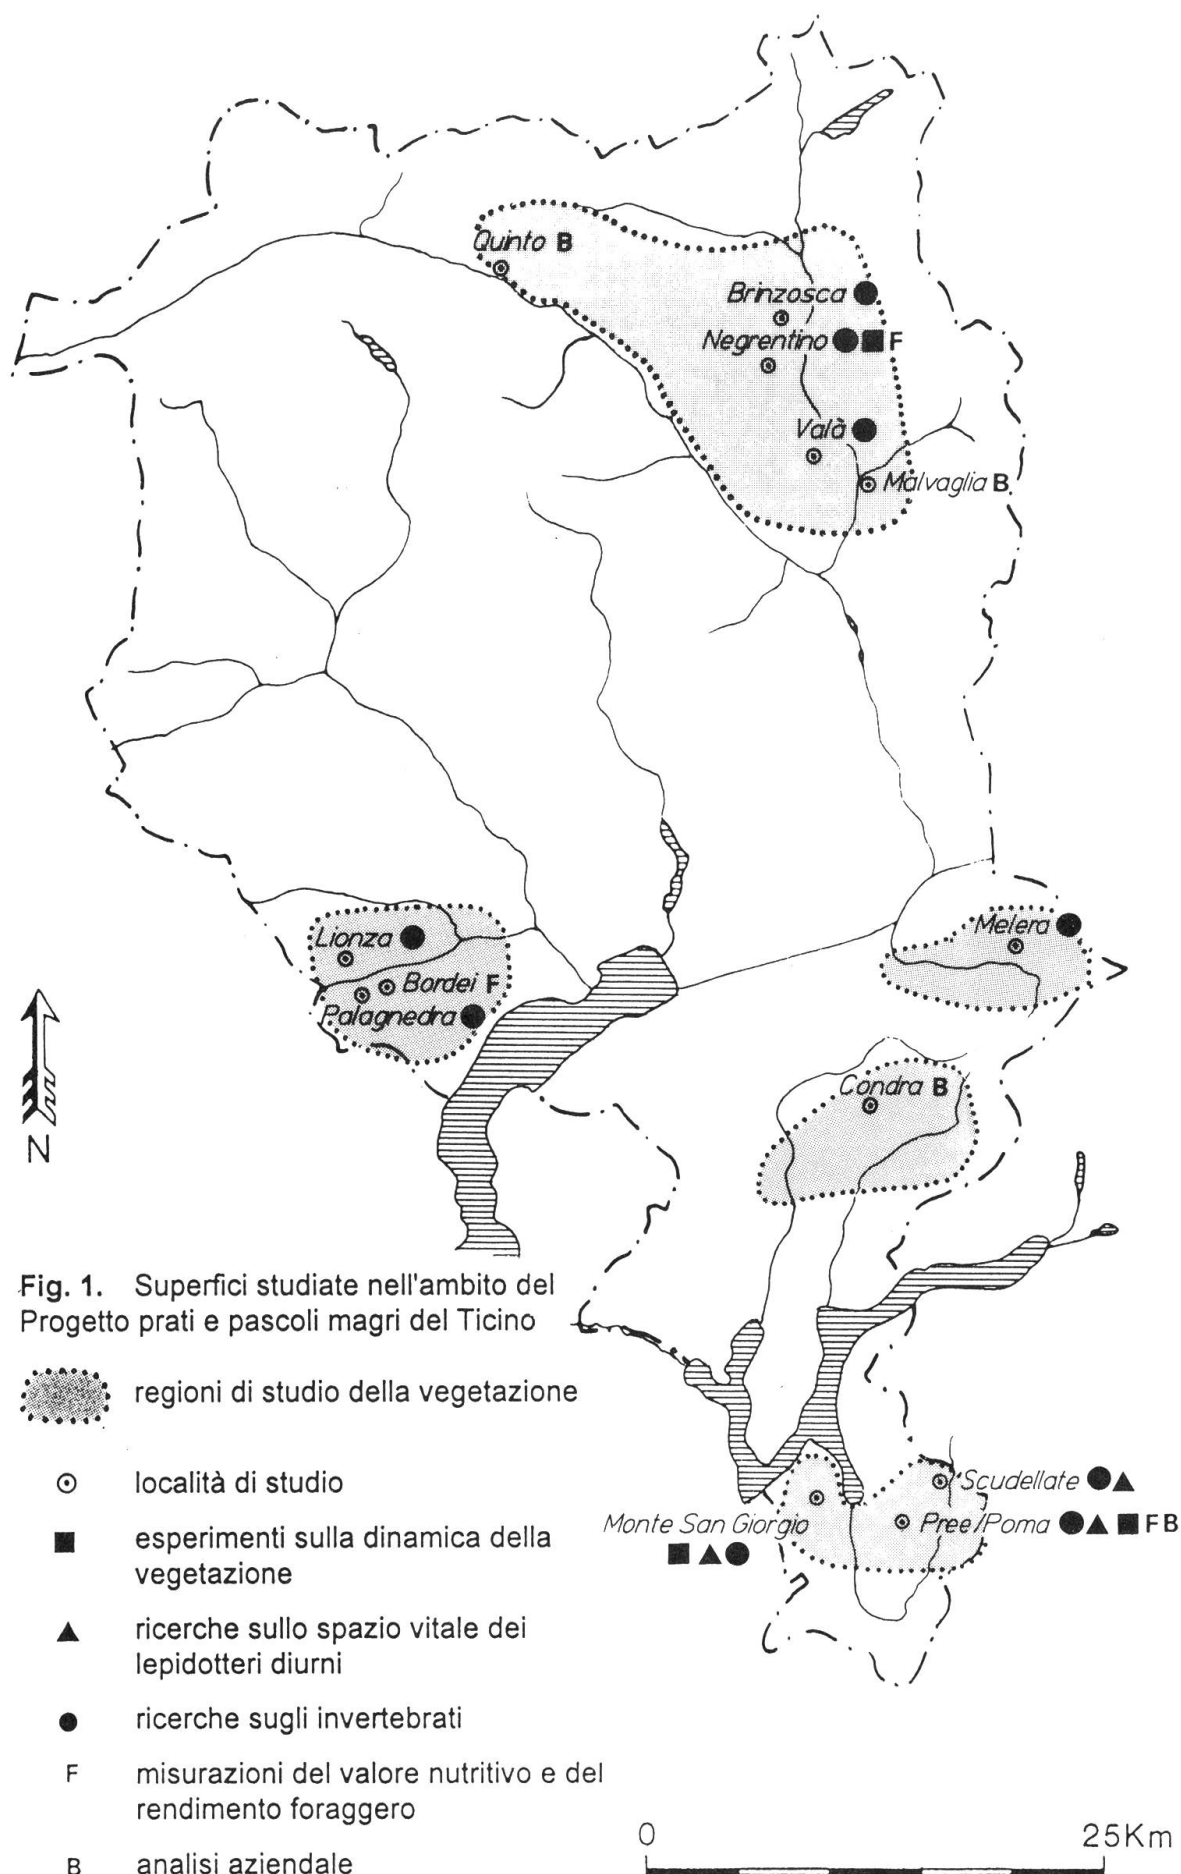 Quinto B
Brinzosca
Negrentino F
Valà
Malvaglia B
Lionza
Bordei F
Palagnedra
Melera
Condra B
N
Fig. 1. Superfici studiate nell'ambito del
Progetto prati e pascoli magri del Ticino
regioni di studio della vegetazione
località di studio
esperimenti sulla dinamica della
vegetazione
ricerche sullo spazio vitale dei
lepidotteri diurni
ricerche sugli invertebrati
F misurazioni del valore nutritivo e del
rendimento foraggero
B analisi aziendale
Scudellate
Monte San Giorgio
Pree/Poma F B
0 25Km